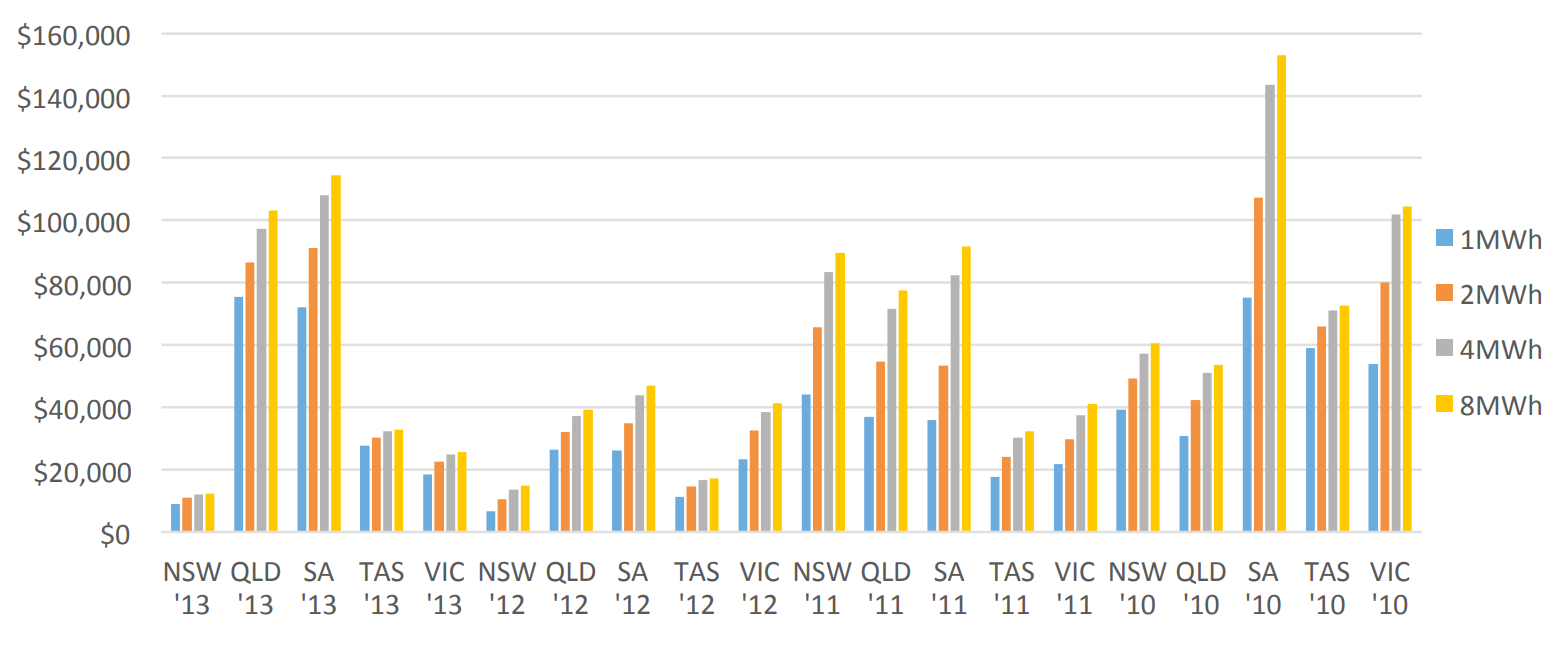 $160,000
$140,000
$120,000
$100,000
$80,000
$60,000
$40,000
$20,000
$0
NSW QLD SA TAS VIC NSW QLD SA TAS VIC NSW QLD SA TAS VIC NSW QLD SA TAS VIC
'13 '13 '13 '13 '13 '12 '12 '12 '12 '12 '11 '11 '11 '11 '11 '10 '10 '10 '10 '10
1MWh
2MWh
4MWh
8MWh